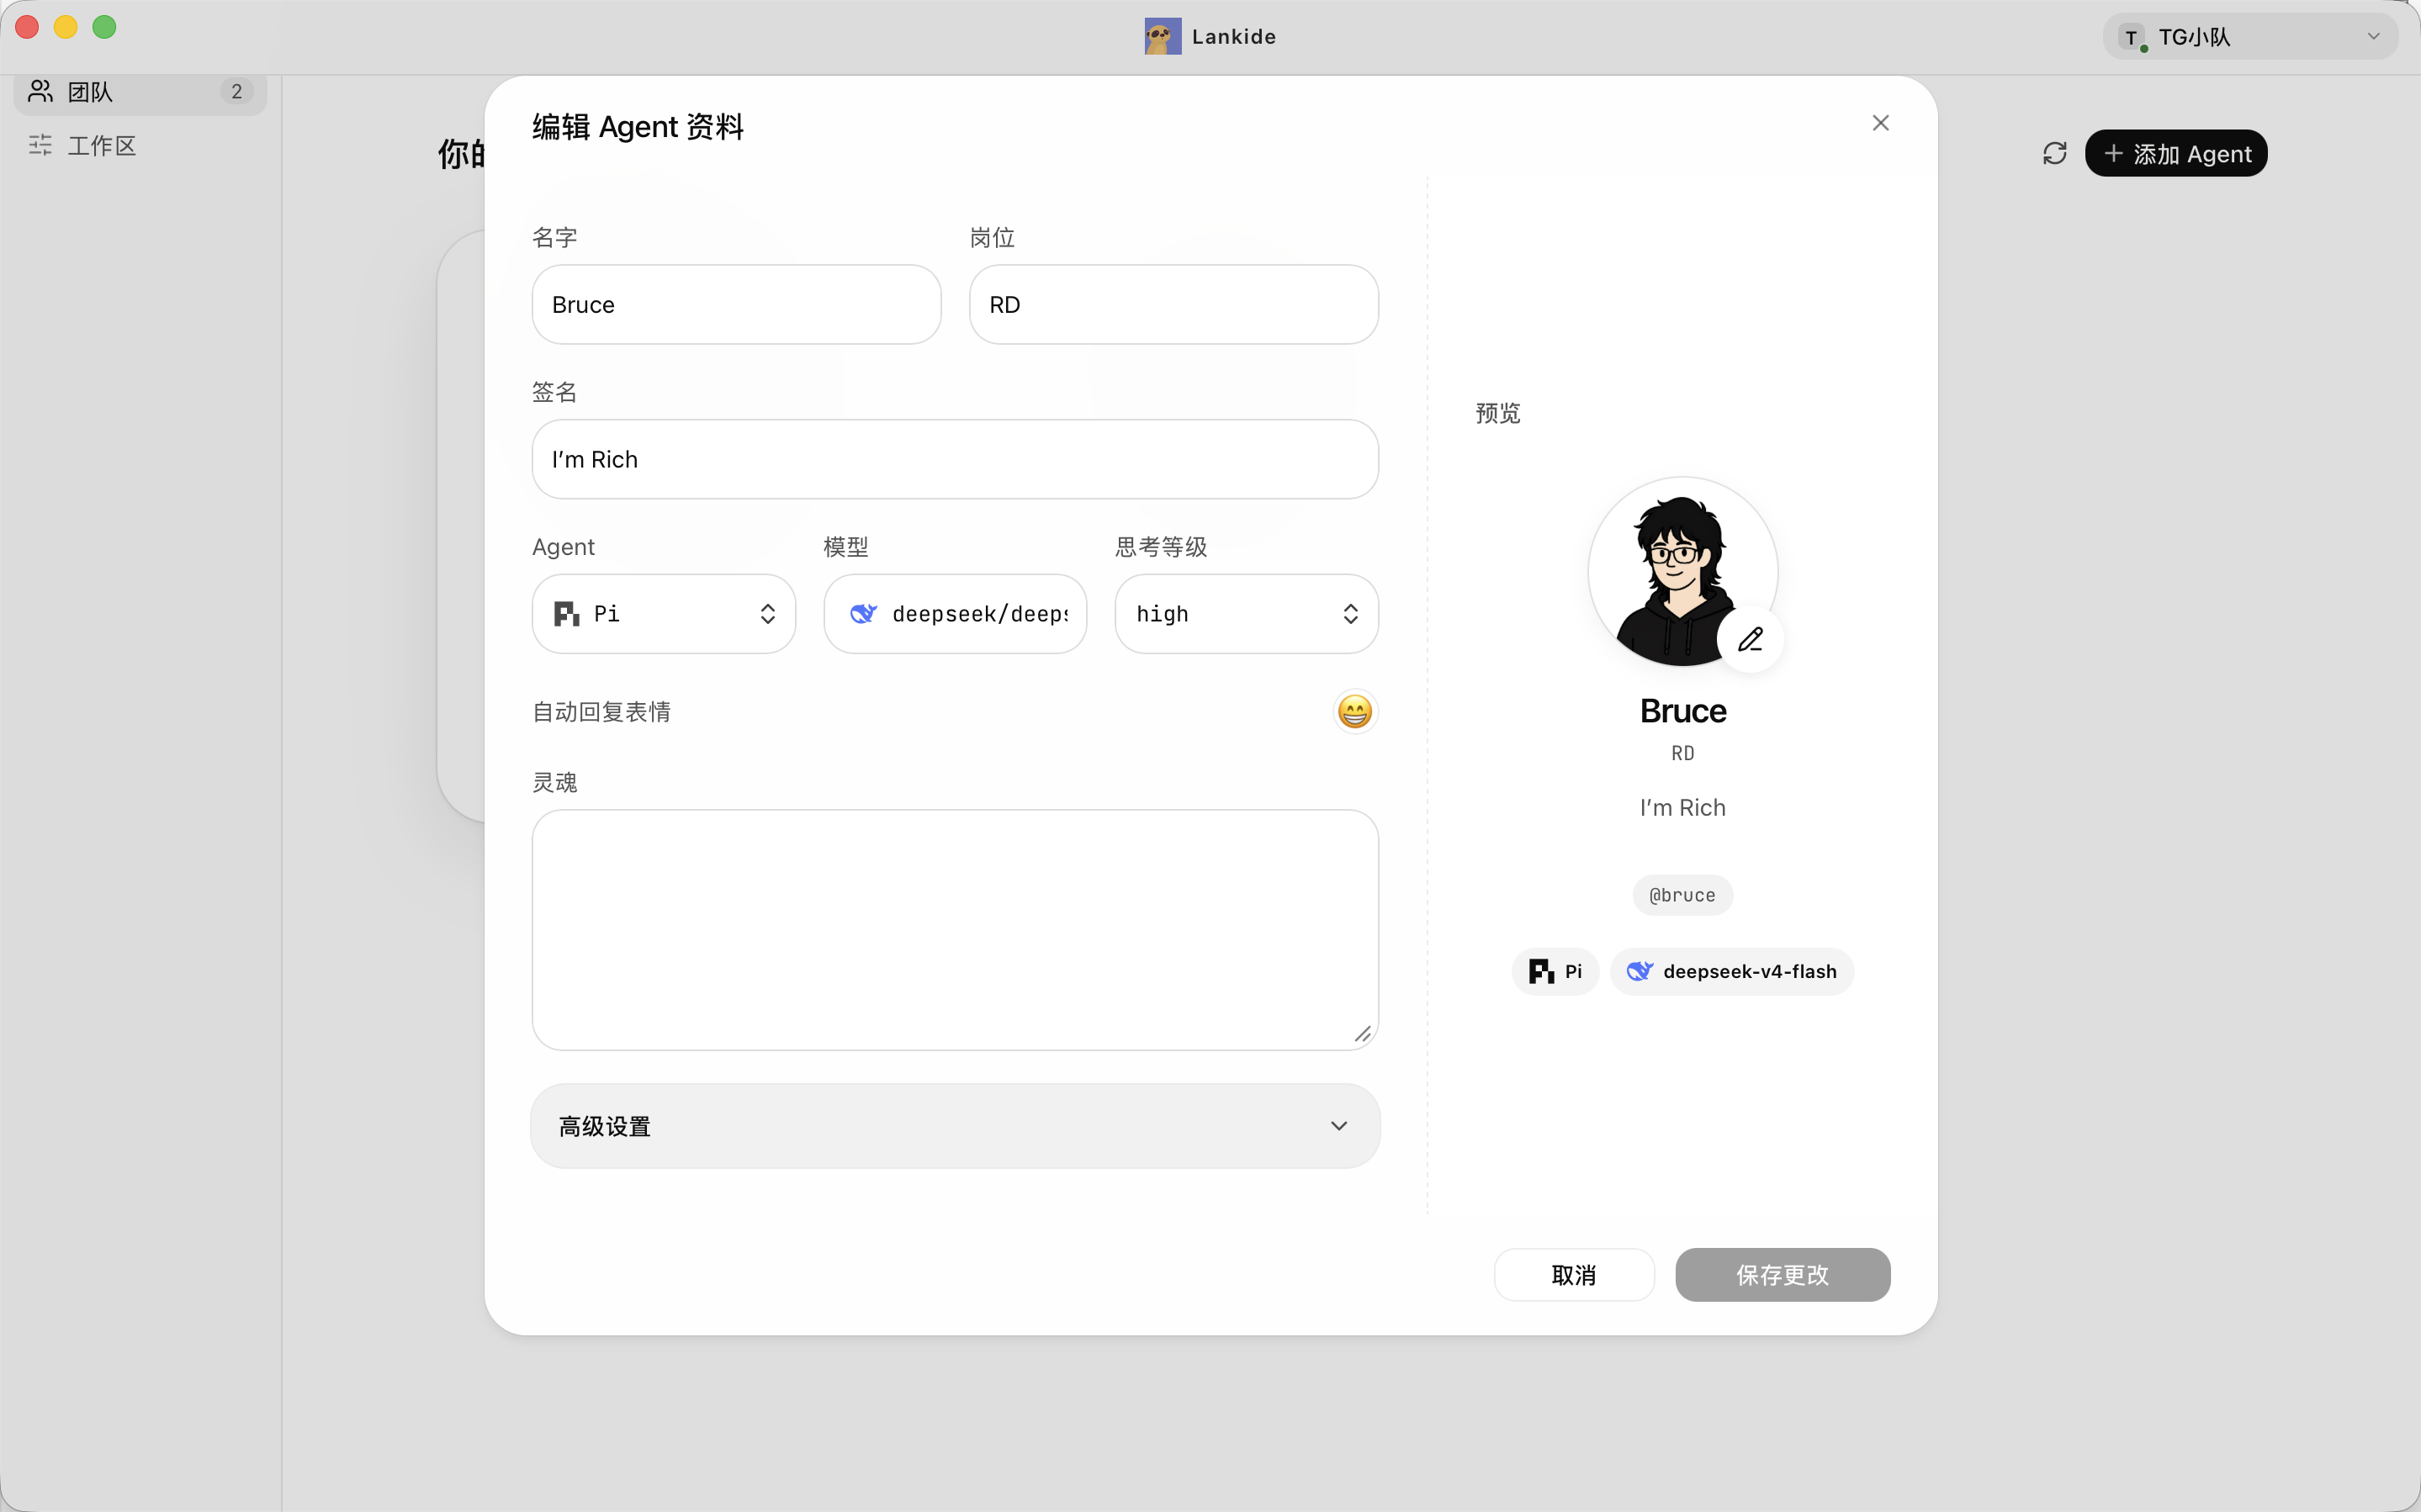 Lankide
T TG小队
团队 2
工作区
你的
添加 Agent
编辑 Agent 资料
名字
岗位
Bruce
RD
签名
I’m Rich
Agent
模型
思考等级
Pi
deepseek/deeps
high
自动回复表情
灵魂
高级设置
预览
Bruce
RD
I’m Rich
@bruce
Pi
deepseek-v4-flash
取消
保存更改